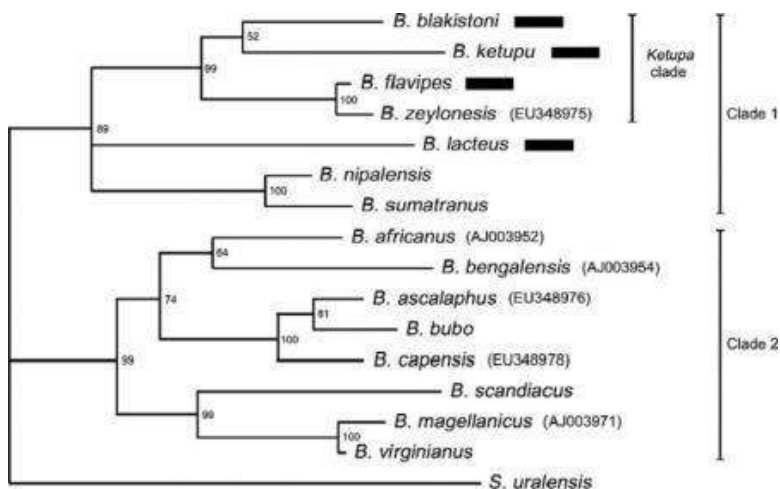 B. blakistoni
52
B. ketupu
99
Ketupa
clade
B. flavipes
100
B. zeylonesis (EU348975)
Clade 1
89
B. lacteus
B. nipalensis
100
B. sumatranus
B. africanus (AJ003952)
64
B. bengalensis (AJ003954)
74
B. ascalaphus (EU348976)
81
B. bubo
100
B. capensis (EU348978)
Clade 2
99
B. scandiacus
99
B. magellanicus (AJ003971)
100
B. virginianus
S. uralensis